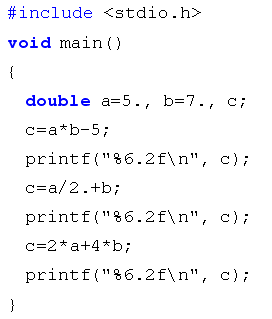 #include <stdio.h>
void main()
{
double a=5., b=7., c;
c=a*b-5;
printf("%6.2f\n", c);
c=a/2.+b;
printf("%6.2f\n", c);
c=2*a+4*b;
printf("%6.2f\n", c);
}